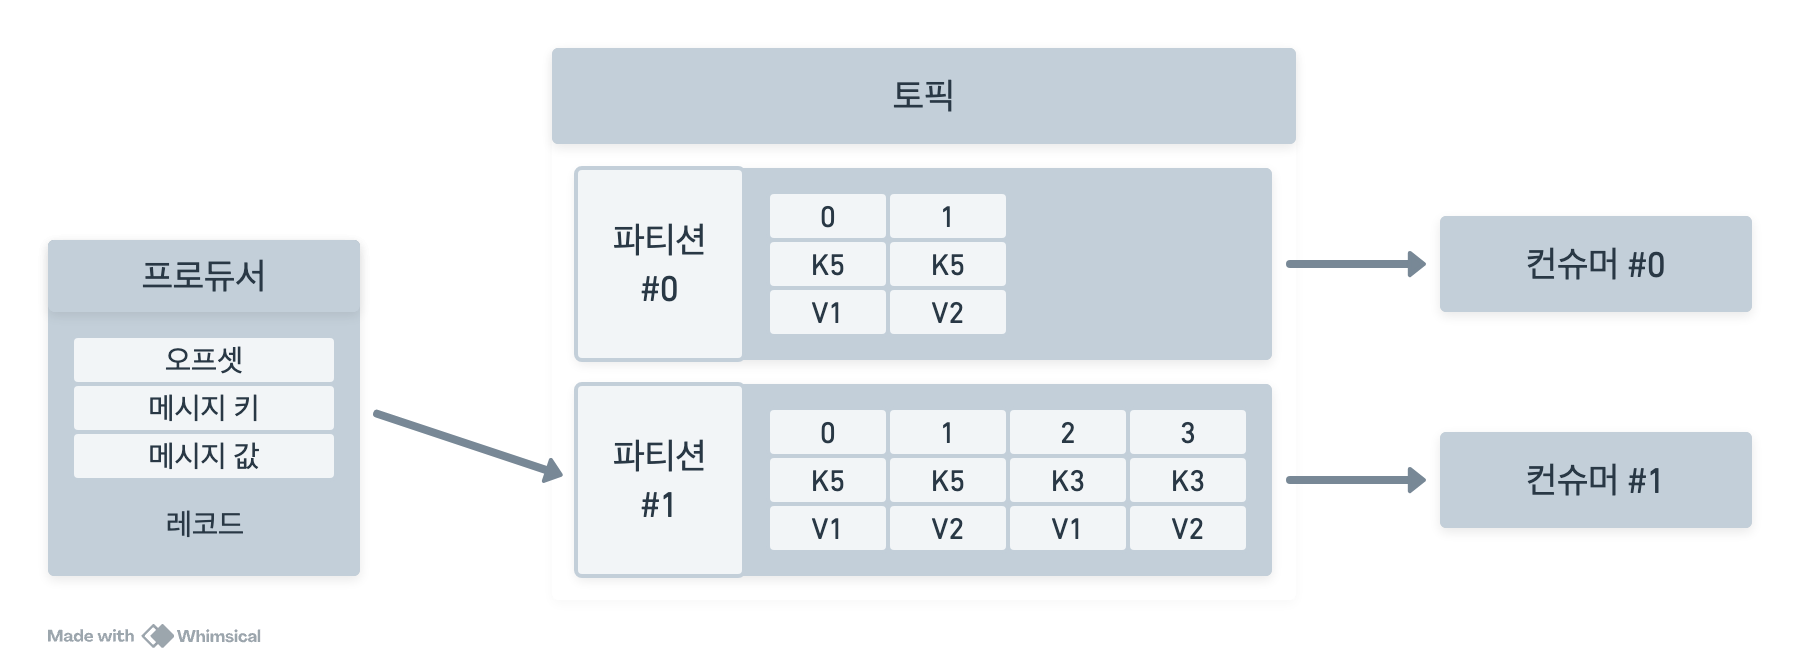 토픽
프로듀서
오프셋
메시지 키
메시지 값
레코드
파티션
#0
0 1
K5 K5
V1 V2
파티션
#1
0 1 2 3
K5 K5 K3 K3
V1 V2 V1 V2
컨슈머 #0
컨슈머 #1
Made with Whimsical